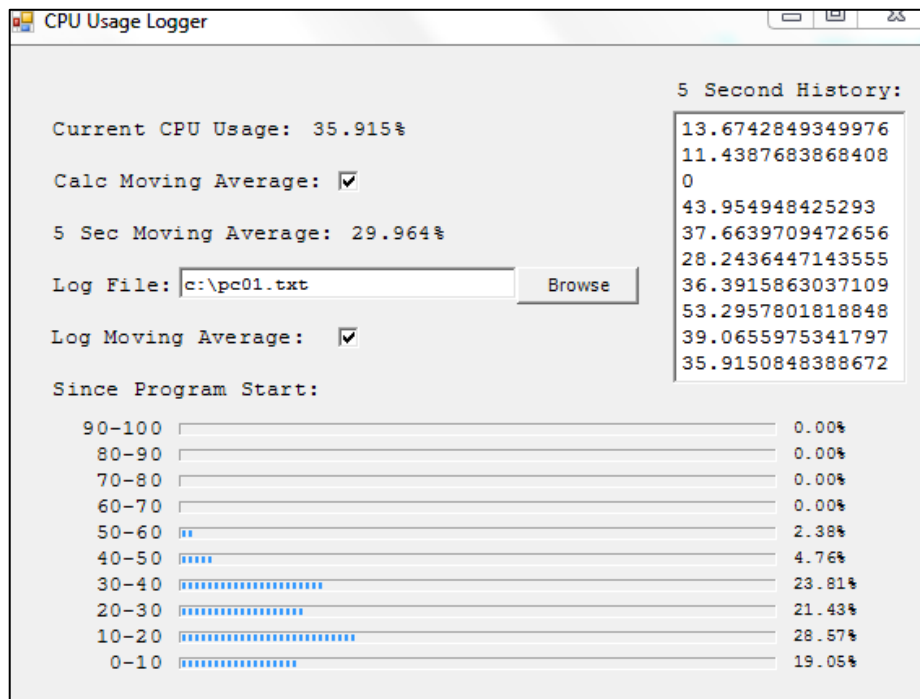 CPU Usage Logger
5 Second History:
Current CPU Usage: 35.915%
Calc Moving Average:
5 Sec Moving Average: 29.964%
Log File: c:\pc01.txt Browse
Log Moving Average:
13.6742849349976
11.4387683868408
0
43.954948425293
37.6639709472656
28.2436447143555
36.3915863037109
53.2957801818848
39.0655975341797
35.9150848388672
Since Program Start:
90-100 0.00%
80-90 0.00%
70-80 0.00%
60-70 0.00%
50-60 2.38%
40-50 4.76%
30-40 23.81%
20-30 21.43%
10-20 28.57%
0-10 19.05%